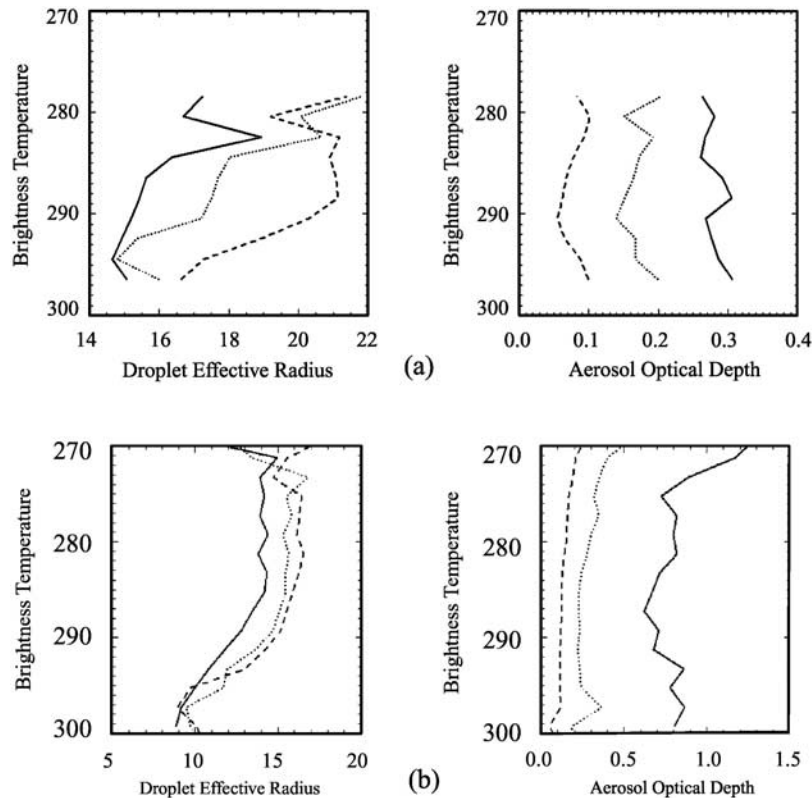 270
280
290
300
Brightness Temperature
14 16 18 20 22
Droplet Effective Radius
(a)
270
280
290
300
Brightness Temperature
0.0 0.1 0.2 0.3 0.4
Aerosol Optical Depth
270
280
290
300
Brightness Temperature
5 10 15 20
Droplet Effective Radius
(b)
270
280
290
300
Brightness Temperature
0.0 0.5 1.0 1.5
Aerosol Optical Depth